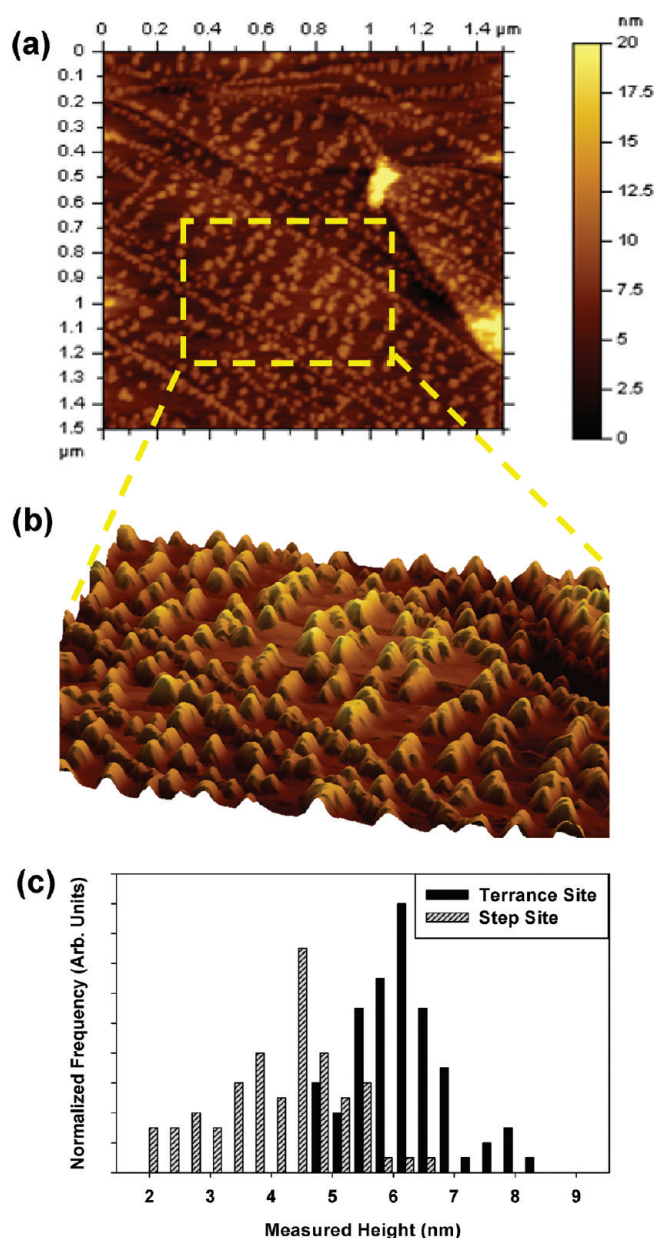 (a)
0 0.2 0.4 0.6 0.8 1 μm 1.4
nm
0
0.1
0.2
0.3
0.4
0.5
0.6
0.7
0.8
0.9
1
1.1
1.2
1.3
1.4
1.5
μm
20
17.5
15
12.5
10
7.5
5
2.5
0
(b)
(c)
Normalized Frequency (Arb. Units)
Terrance Site
Step Site
2 3 4 5 6 7 8 9
Measured Height (nm)